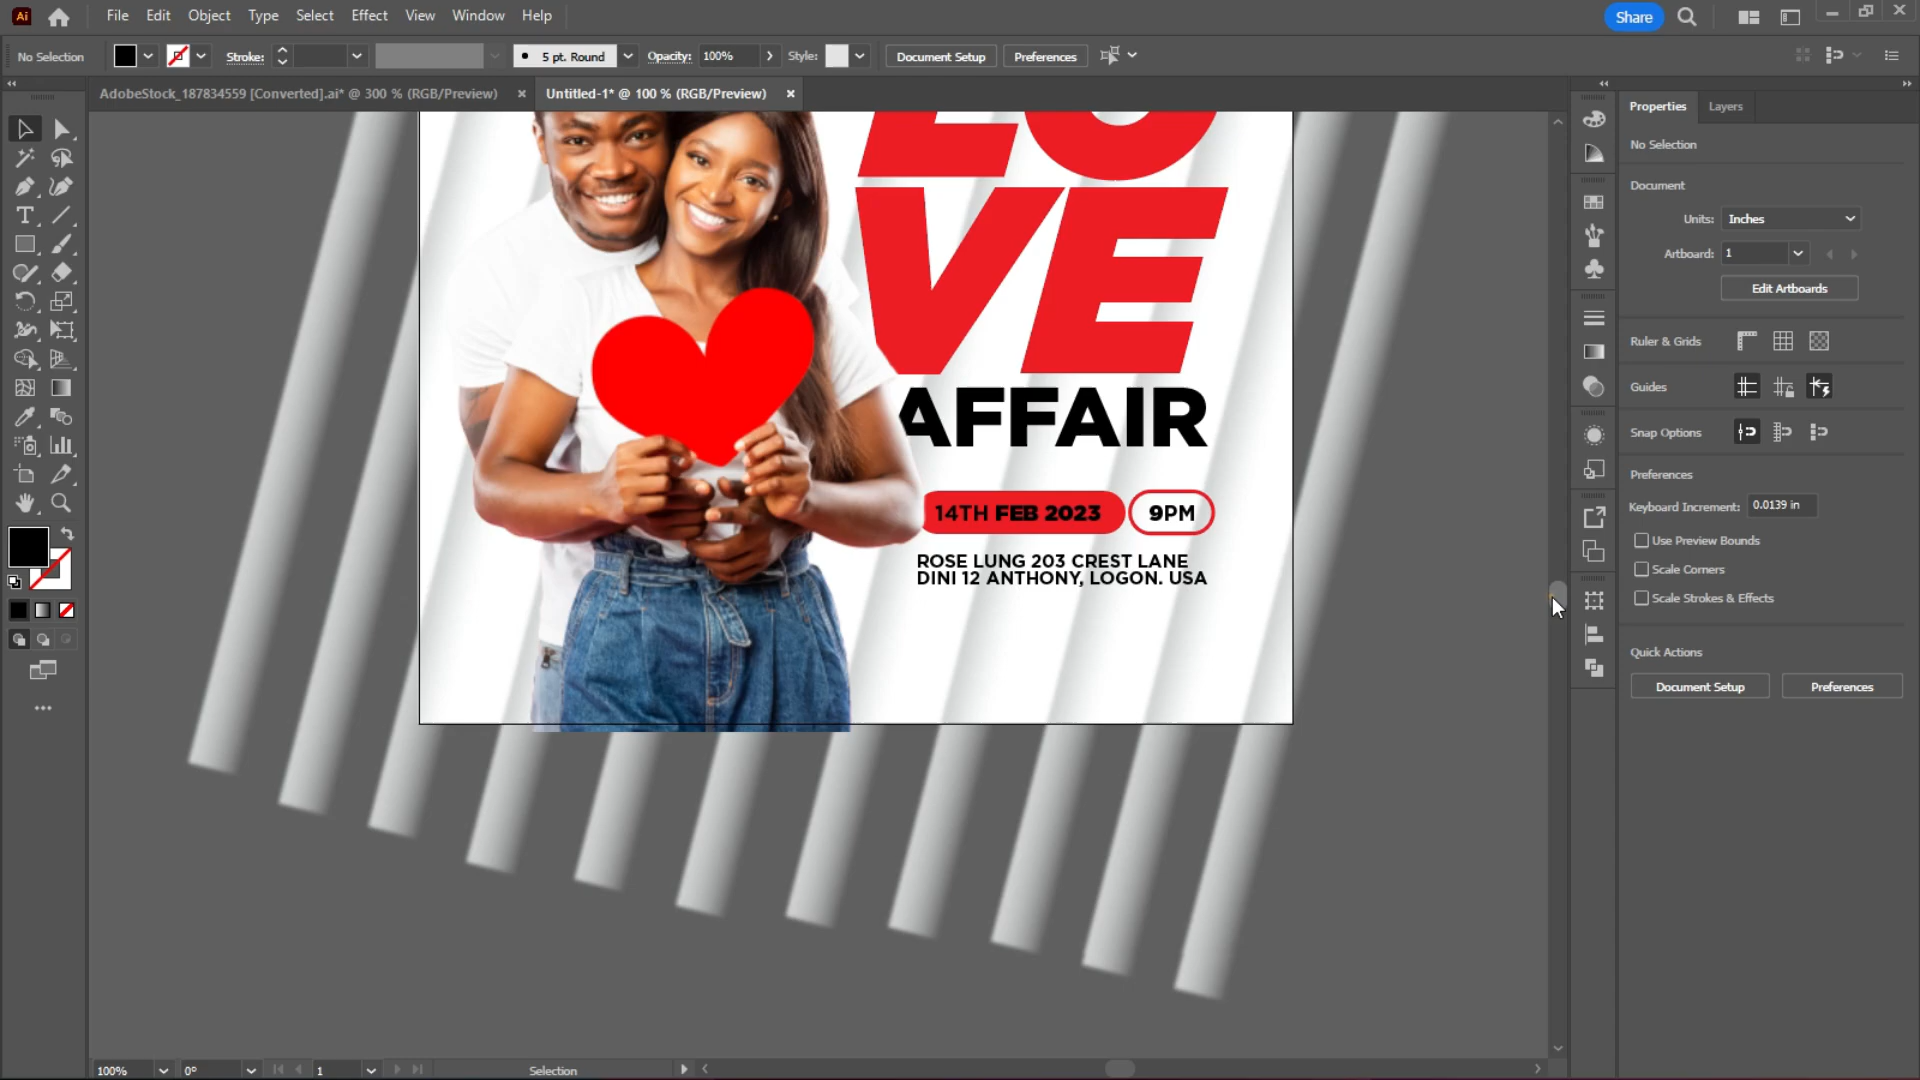 Ai File Edit Object Type Select Effect View Window Help Share
No Selection Stroke: 5 pt. Round Opacity: 100% Style: Document Setup Preferences
AdobeStock_187834559 [Converted].ai* @ 300 % (RGB/Preview) Untitled-1* @ 100 % (RGB/Preview)
Properties Layers
No Selection
Document
Units: Inches
Artboard: 1
Edit Artboards
Ruler & Grids
Guides
Snap Options
Preferences
Keyboard Increment: 0.0139 in
Use Preview Bounds
Scale Corners
Scale Strokes & Effects
Quick Actions
Document Setup Preferences
LO
VE
AFFAIR
14TH FEB 2023 9PM
ROSE LUNG 203 CREST LANE
DINI 12 ANTHONY, LOGON. USA
100% 0° 1 Selection